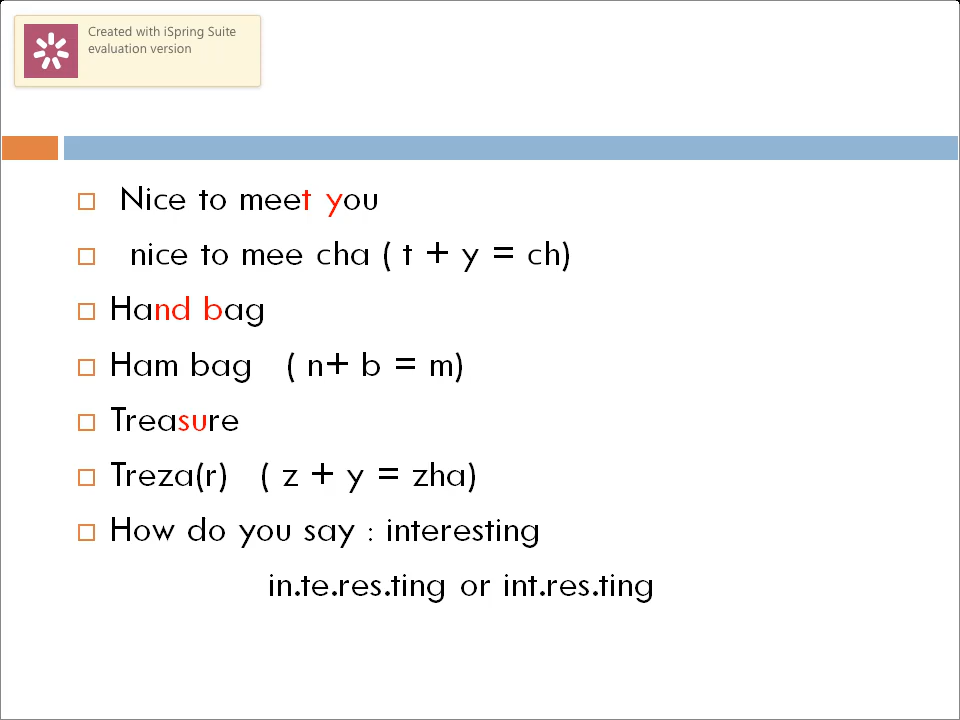 Created with iSpring Suite
evaluation version
Nice to meet you
nice to mee cha ( t + y = ch)
Hand bag
Ham bag ( n+ b = m)
Treasure
Treza(r) ( z + y = zha)
How do you say : interesting
in.te.res.ting or int.res.ting